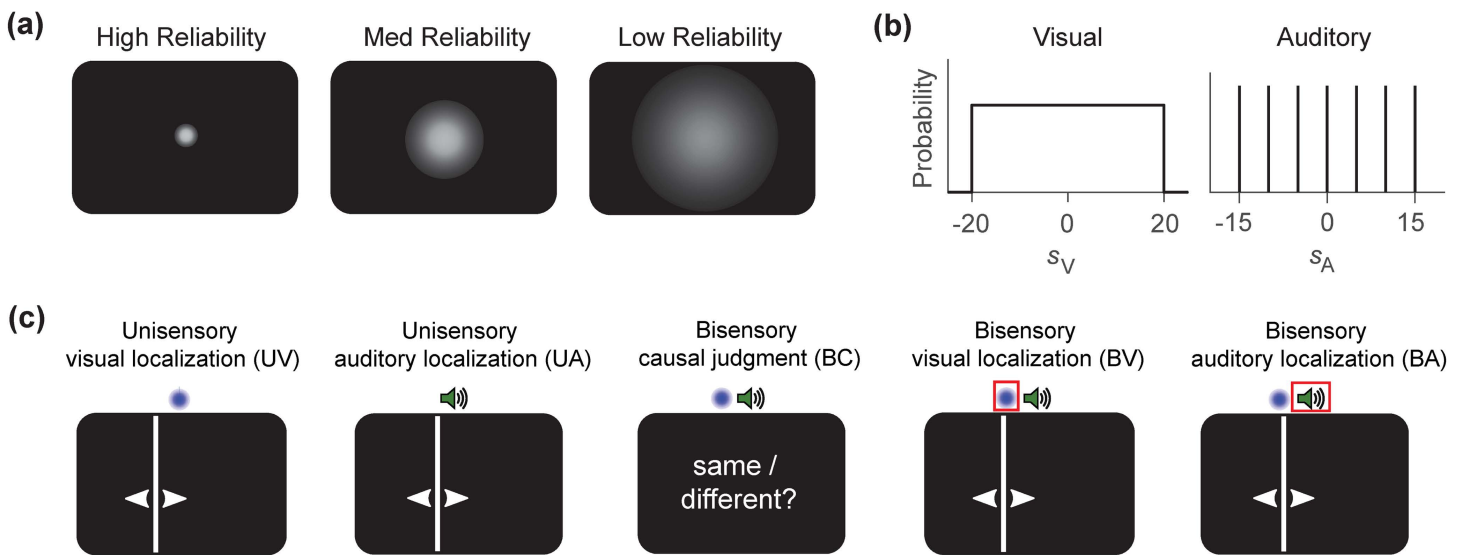 (a)
High Reliability
Med Reliability
Low Reliability
(b)
Visual
Auditory
Probability
-20
0
20
sV
-15
0
15
sA
(c)
Unisensory
visual localization (UV)
Unisensory
auditory localization (UA)
Bisensory
causal judgment (BC)
Bisensory
visual localization (BV)
Bisensory
auditory localization (BA)
same /
different?